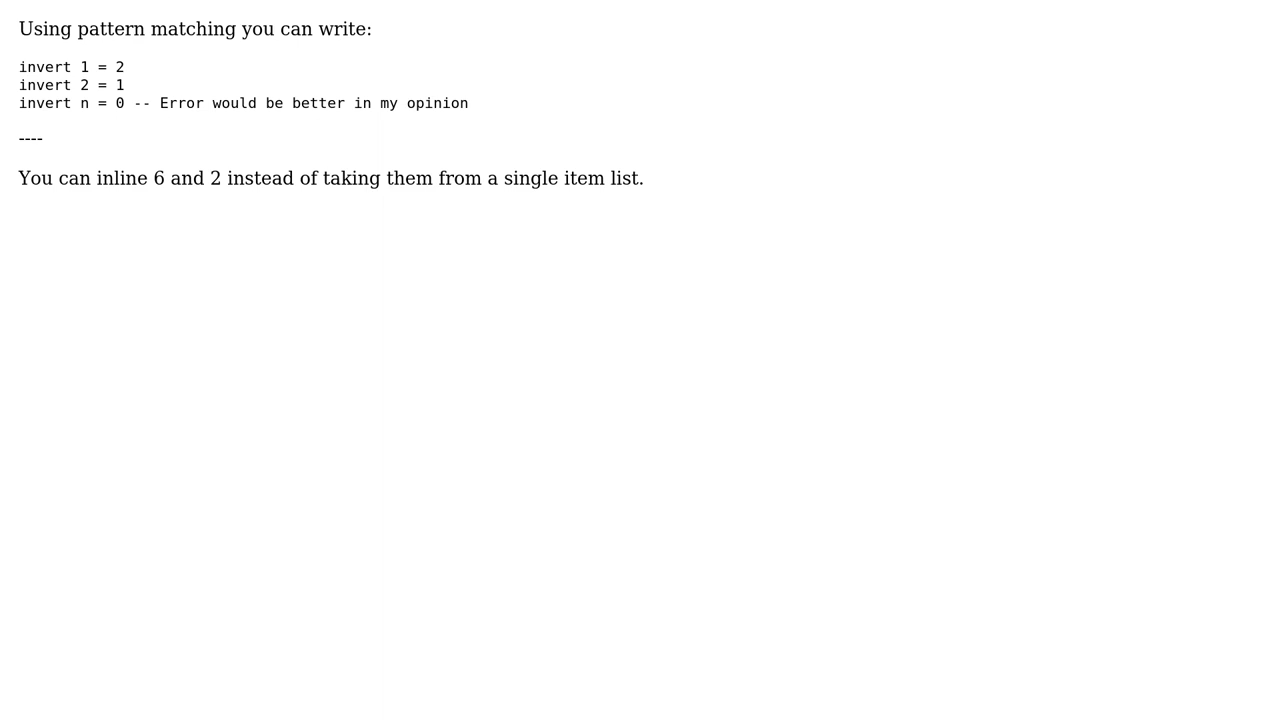 Using pattern matching you can write:
invert 1 = 2
invert 2 = 1
invert n = 0 -- Error would be better in my opinion
----
You can inline 6 and 2 instead of taking them from a single item list.